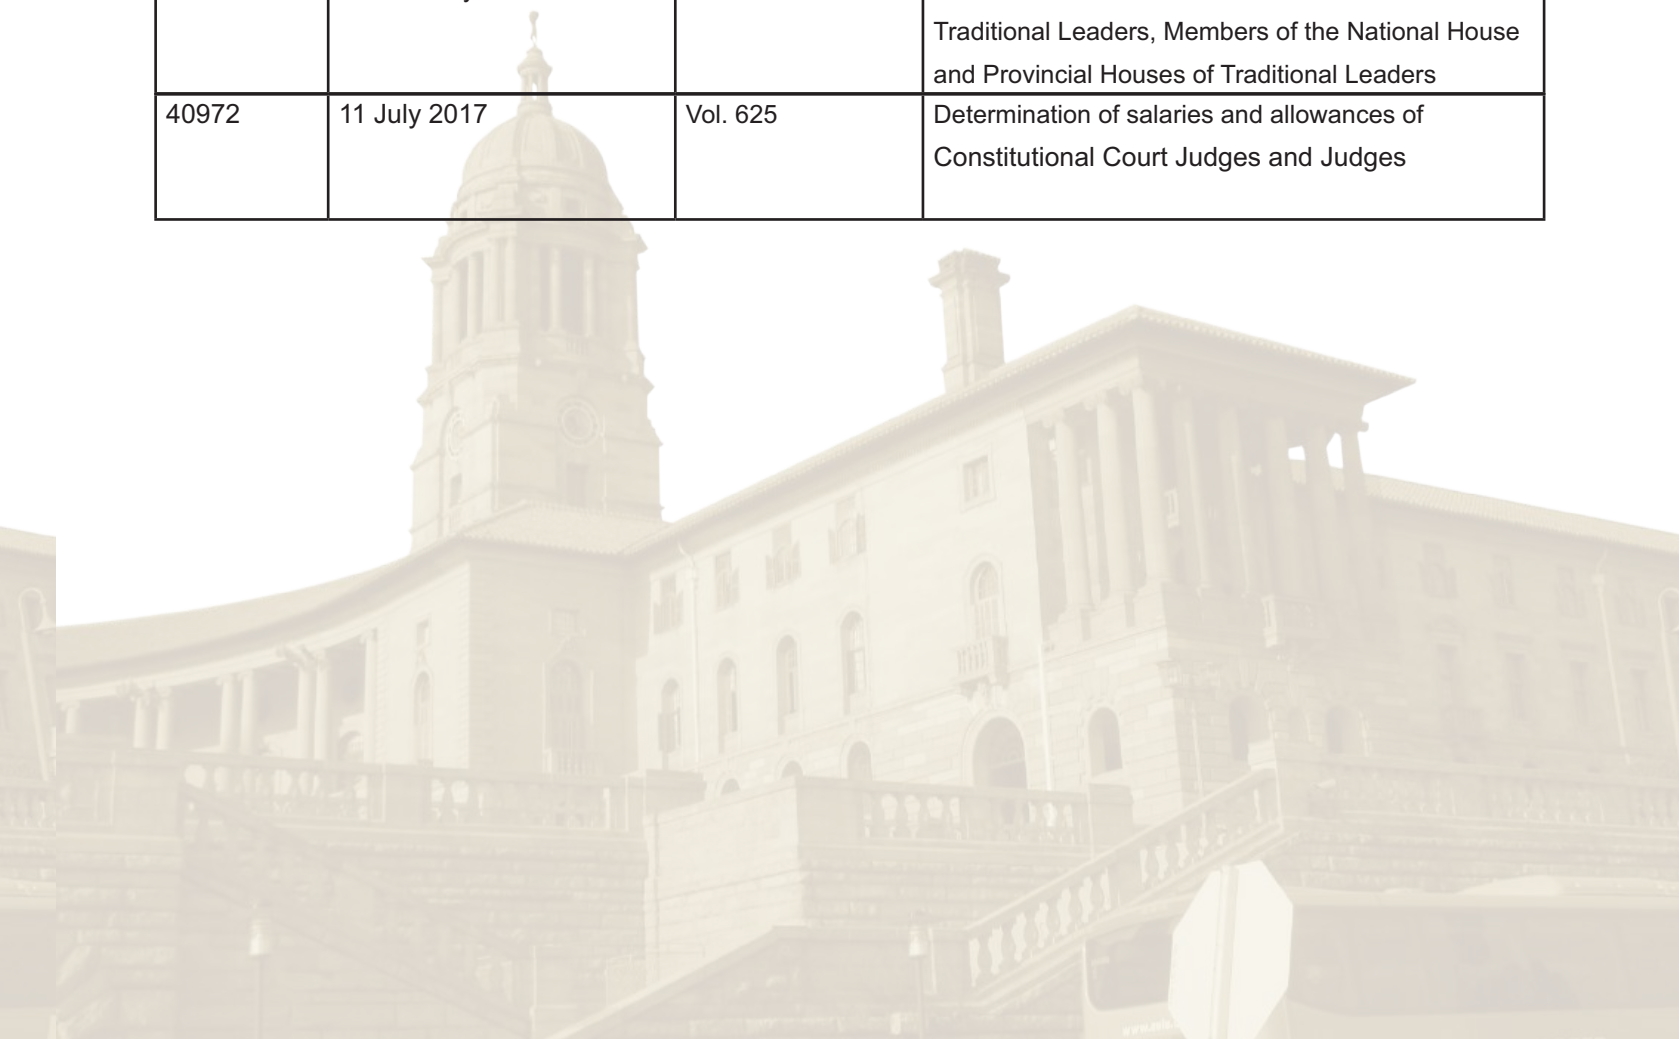 Traditional Leaders, Members of the National House
and Provincial Houses of Traditional Leaders
40972 11 July 2017 Vol. 625 Determination of salaries and allowances of
Constitutional Court Judges and Judges